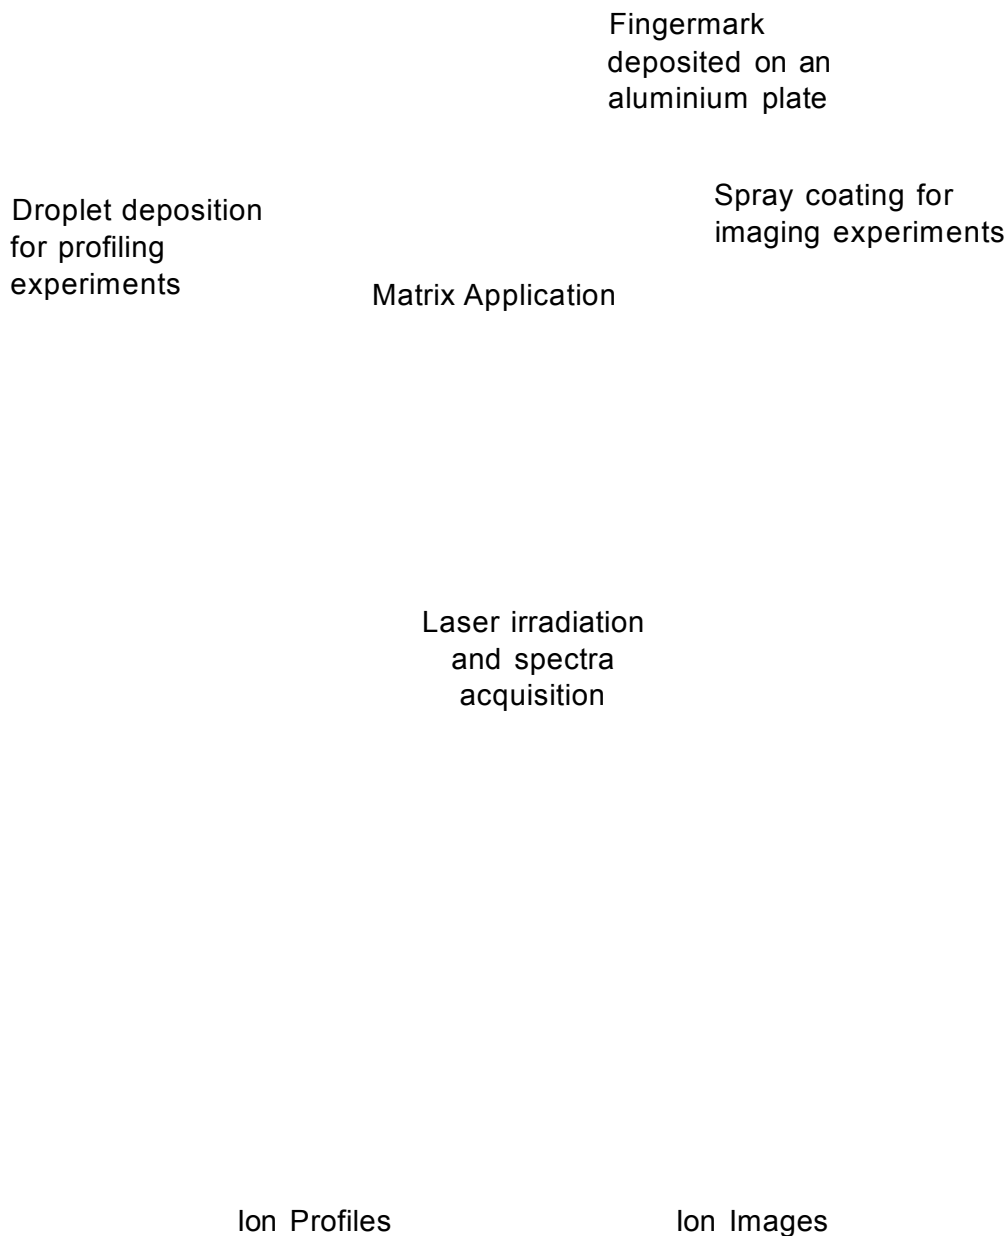 Fingermark
deposited on an
aluminium plate
Droplet deposition
for profiling
experiments
Spray coating for
imaging experiments
Matrix Application
Laser irradiation
and spectra
acquisition
Ion Profiles
Ion Images